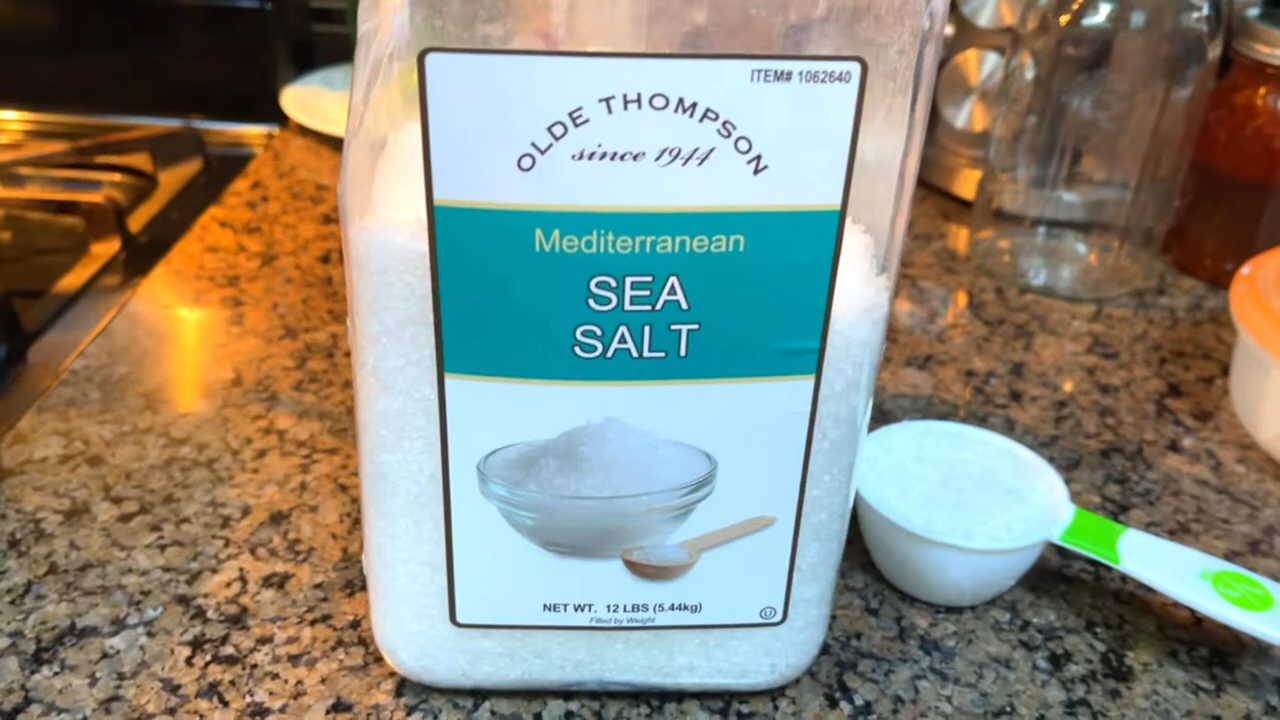 ITEM# 1062640
OLDE THOMPSON
since 1944
Mediterranean
SEA
SALT
NET WT. 12 LBS (5.44kg)
Filled by Weight
U